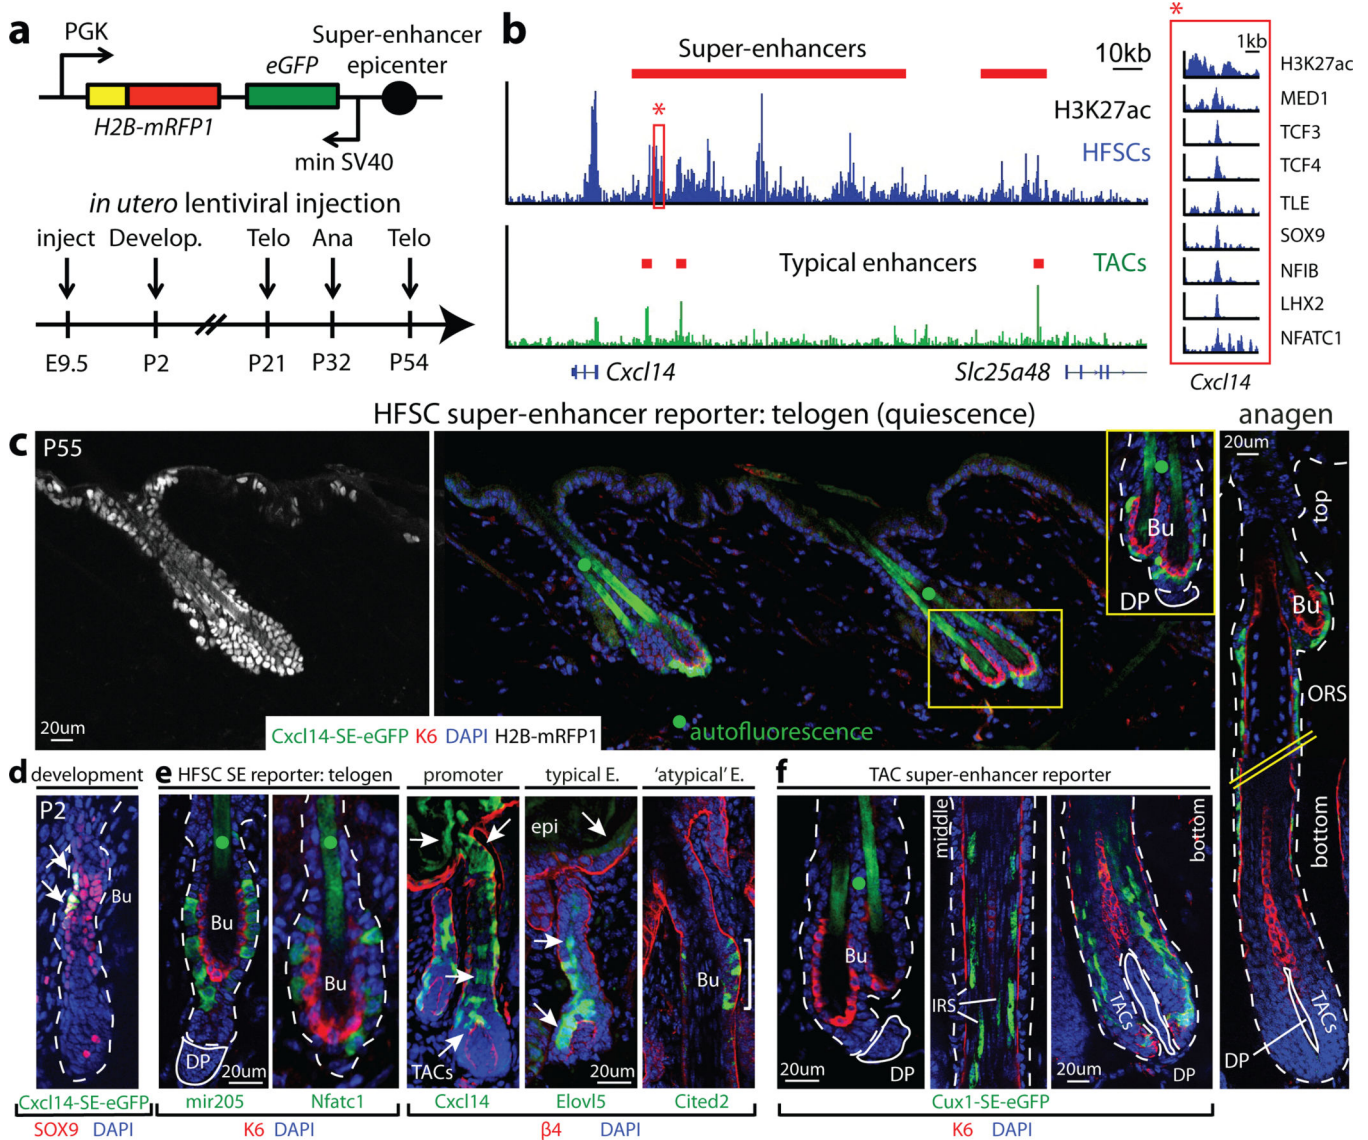 a
PGK
Super-enhancer
epicenter
eGFP
H2B-mRFP1
min SV40
in utero lentiviral injection
inject Develop. Telo Ana Telo
E9.5 P2 P21 P32 P54
b
Super-enhancers
10kb
H3K27ac
HFSCs
*
Typical enhancers
TACs
Cxcl14
Slc25a48
*
1kb
H3K27ac
MED1
TCF3
TCF4
TLE
SOX9
NFIB
LHX2
NFATC1
Cxcl14
HFSC super-enhancer reporter: telogen (quiescence)
anagen
c
P55
20um
Bu
DP
autofluorescence
Cxcl14-SE-eGFP K6 DAPI H2B-mRFP1
20um
top
Bu
ORS
bottom
TACs
DP
d
development
P2
Bu
Cxcl14-SE-eGFP
SOX9 DAPI
e
HFSC SE reporter: telogen
promoter
typical E.
'atypical' E.
Bu
DP
20um
Bu
TACs
epi
20um
Bu
mir205
Nfatc1
Cxcl14
Elovl5
Cited2
K6 DAPI
β4 DAPI
f
TAC super-enhancer reporter
Bu
20um
DP
middle
IRS
bottom
TACs
TACs
20um
DP
Cux1-SE-eGFP
K6 DAPI